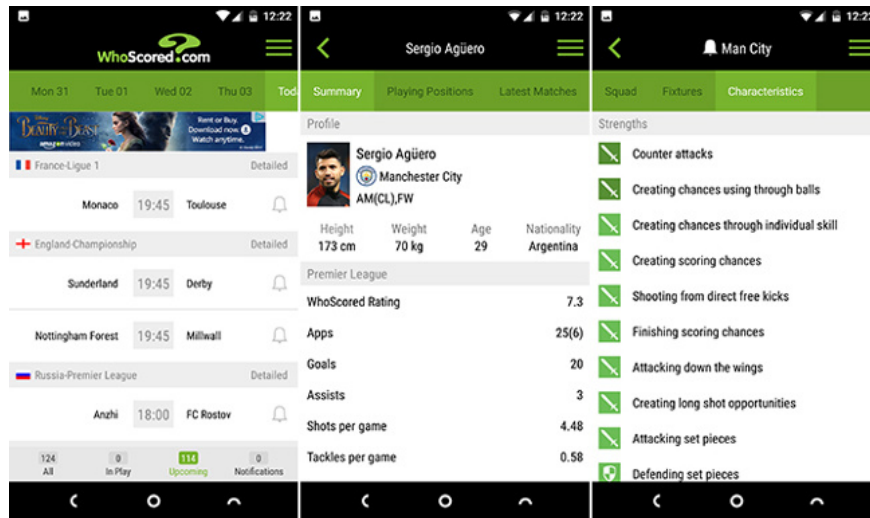 12:22
WhoScored.com
Mon 31 Tue 01 Wed 02 Thu 03 Tod
BEAUTY AND THE BEAST
amazon video
Rent or Buy.
Download now.
Watch anytime.
France-Ligue 1 Detailed
Monaco 19:45 Toulouse
England-Championship Detailed
Sunderland 19:45 Derby
Nottingham Forest 19:45 Millwall
Russia-Premier League Detailed
Anzhi 18:00 FC Rostov
124 0 114 0
All In Play Upcoming Notifications
12:22
Sergio Agüero
Summary Playing Positions Latest Matches
Profile
Sergio Agüero
Manchester City
AM(CL),FW
Height Weight Age Nationality
173 cm 70 kg 29 Argentina
Premier League
WhoScored Rating 7.3
Apps 25(6)
Goals 20
Assists 3
Shots per game 4.48
Tackles per game 0.58
12:22
Man City
Squad Fixtures Characteristics
Strengths
Counter attacks
Creating chances using through balls
Creating chances through individual skill
Creating scoring chances
Shooting from direct free kicks
Finishing scoring chances
Attacking down the wings
Creating long shot opportunities
Attacking set pieces
Defending set pieces